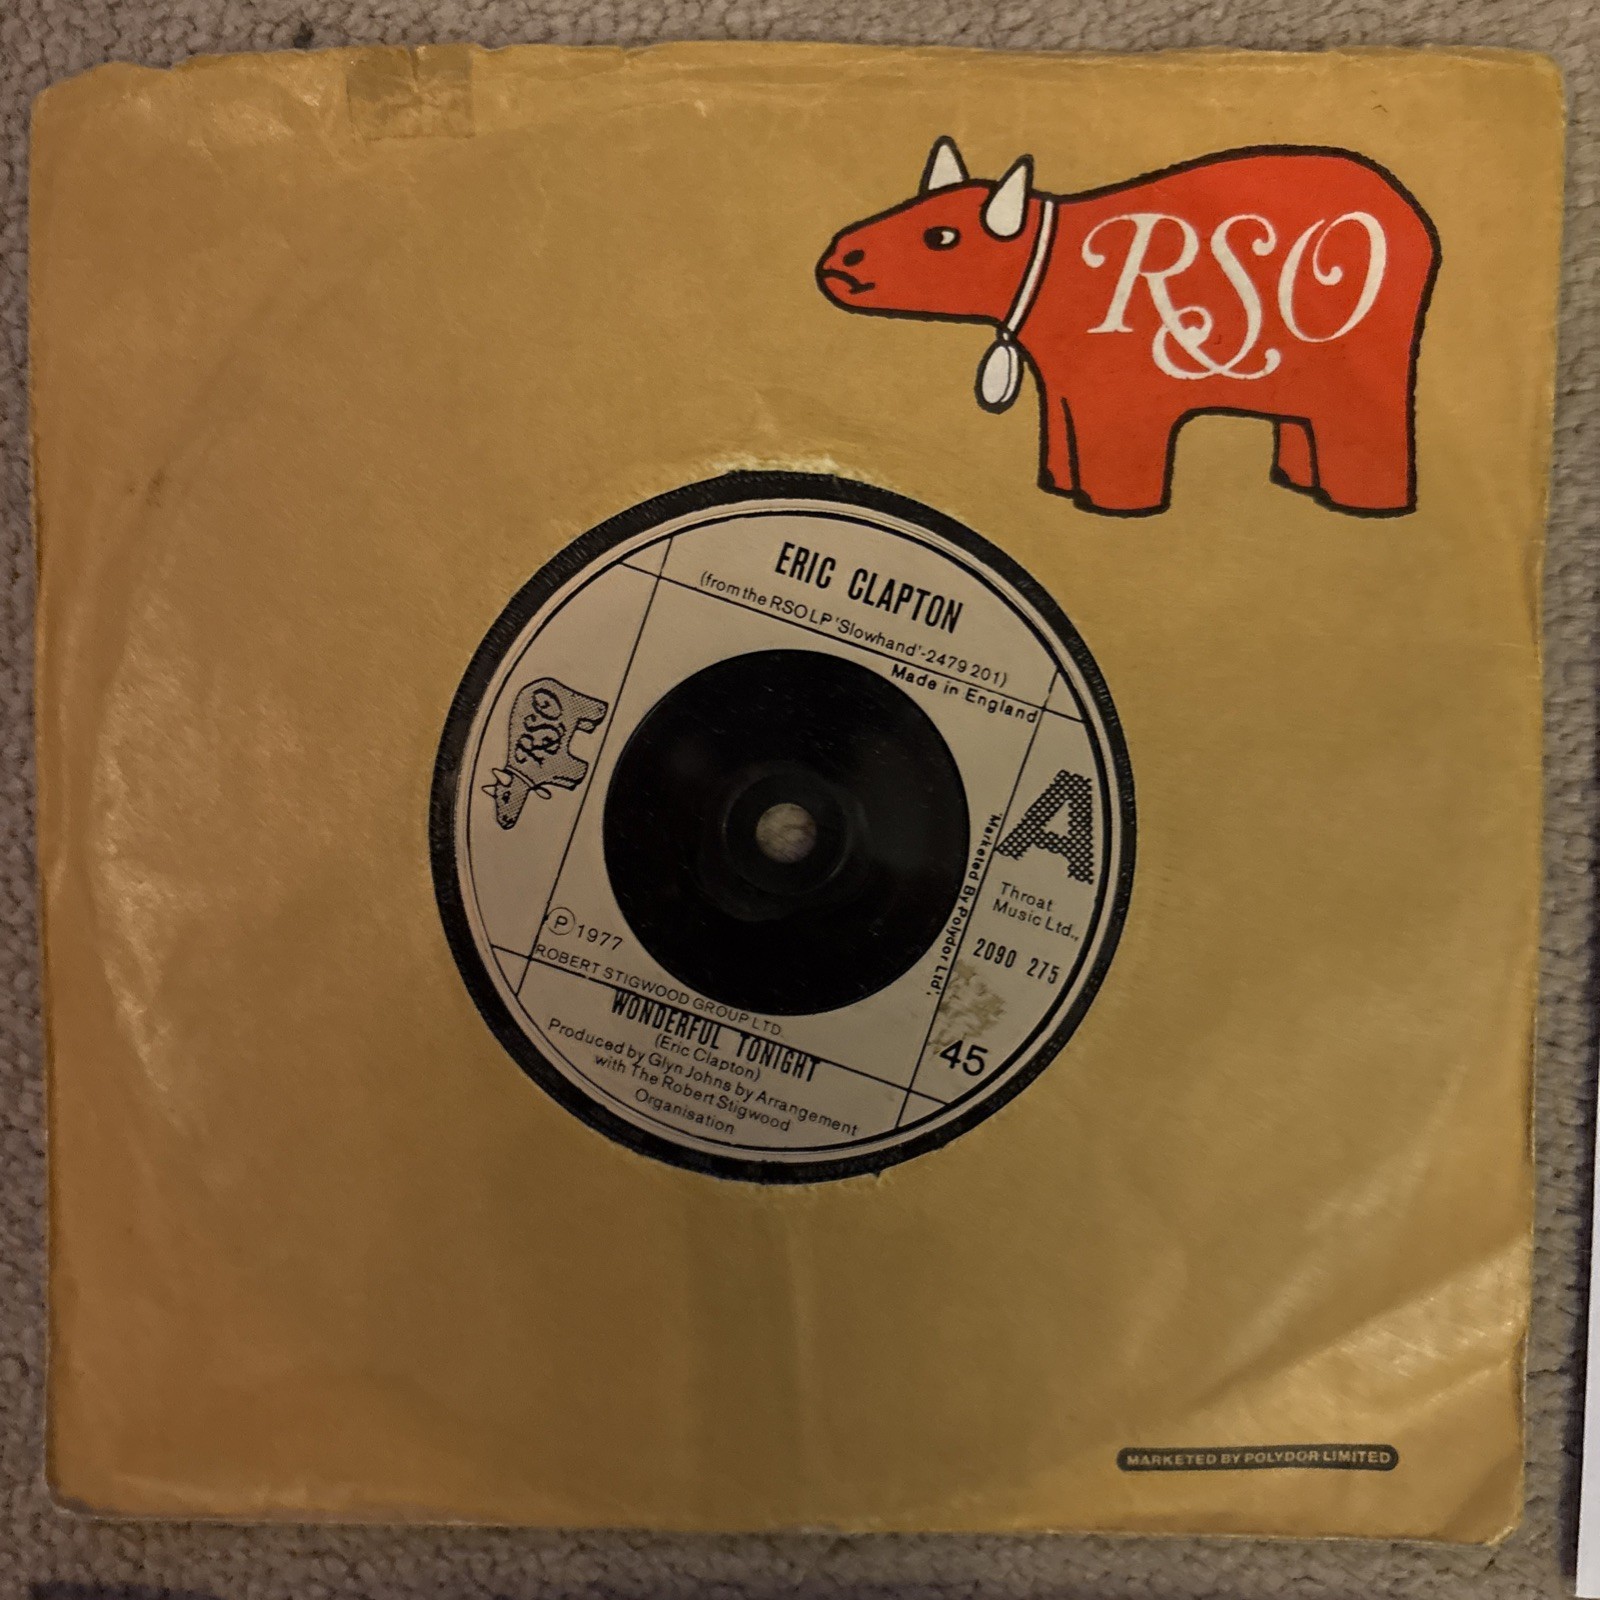 RSO
ERIC CLAPTON
(from the RSO LP 'Slowhand'-2479 201)
Made in England
RSO
A
Throat
Music Ltd.,
2090 275
'Marketed By Polydor Ltd'.
45
℗ 1977
ROBERT STIGWOOD GROUP LTD.
WONDERFUL TONIGHT
(Eric Clapton)
Produced by Glyn Johns by Arrangement
with The Robert Stigwood
Organisation
MARKETED BY POLYDOR LIMITED